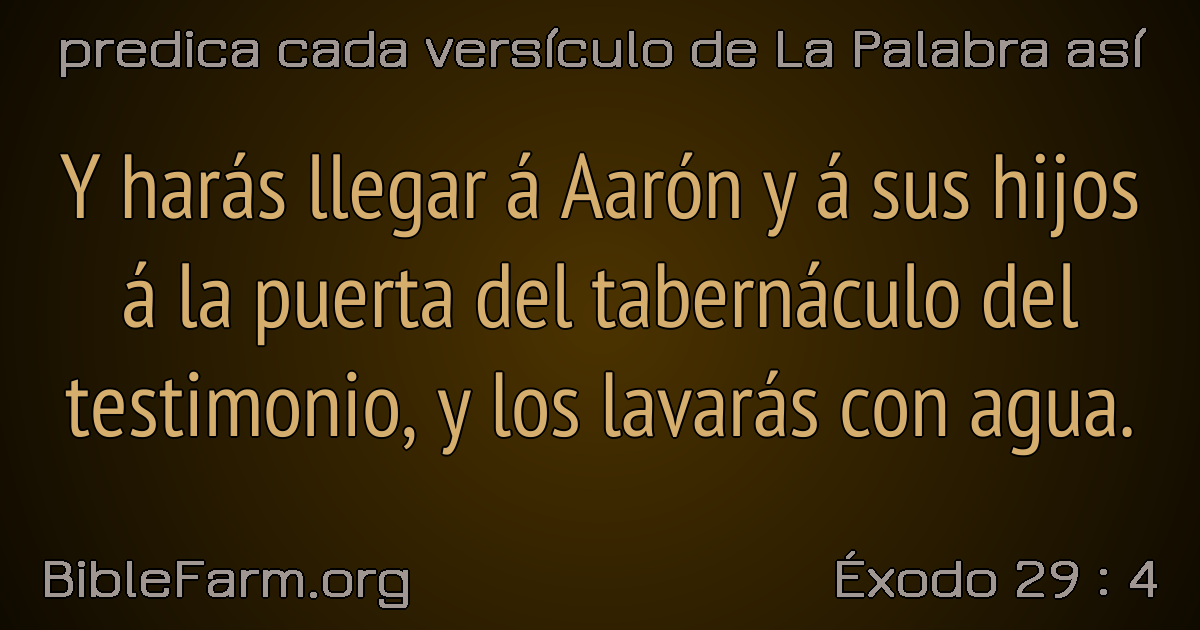 predica cada versículo de La Palabra así
Y harás llegar á Aarón y á sus hijos
á la puerta del tabernáculo del
testimonio, y los lavarás con agua.
BibleFarm.org
Éxodo 29 : 4